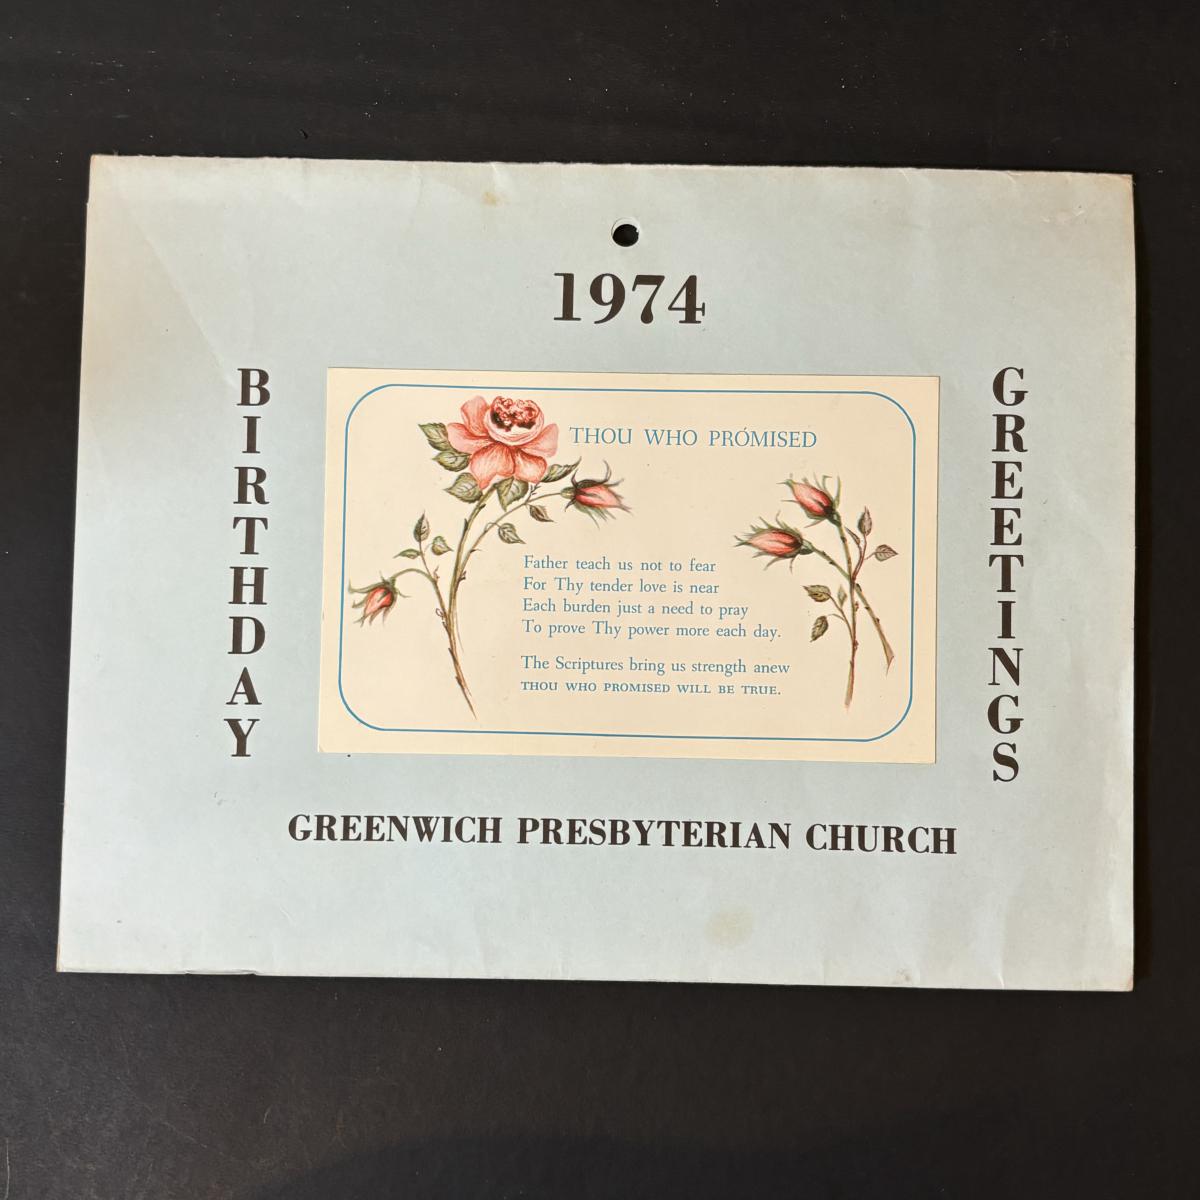 1974
BIRTHDAY
GREETINGS
THOU WHO PROMISED
Father teach us not to fear
For Thy tender love is near
Each burden just a need to pray
To prove Thy power more each day.
The Scriptures bring us strength anew
THOU WHO PROMISED WILL BE TRUE.
GREENWICH PRESBYTERIAN CHURCH